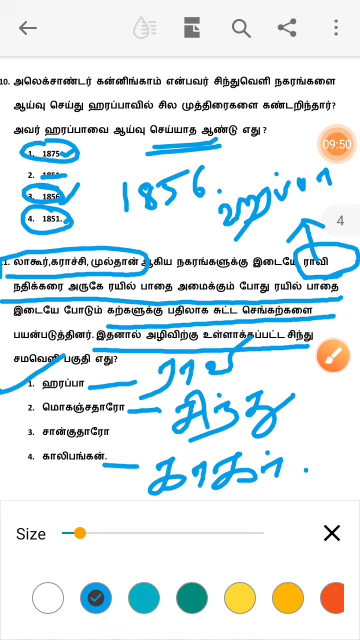 10. அலெக்சாண்டர் கன்னிங்காம் என்பவர் சிந்துவெளி நகரங்களை
ஆய்வு செய்து ஹரப்பாவில் சில முத்திரைகளை கண்டறிந்தார்?
அவர் ஹரப்பாவை ஆய்வு செய்யாத ஆண்டு எது ?
09:50
1. 1875
2. 1861
3. 1856
4. 1851.
1856.
ஹரப்பா
4
1. லாகூர்,கராச்சி,முல்தான் ஆகிய நகரங்களுக்கு இடையே ராவி
நதிக்கரை அருகே ரயில் பாதை அமைக்கும் போது ரயில் பாதை
இடையே போடும் கற்களுக்கு பதிலாக சுட்ட செங்கற்களை
பயன்படுத்தினர். இதனால் அழிவிற்கு உள்ளாக்கப்பட்ட சிந்து
சமவெளி பகுதி எது?
1. ஹரப்பா
ராவி
2. மொகஞ்சதாரோ
சிந்து
3. சான்குதாரோ
4. காலிபங்கன்.
காகர்.
Size